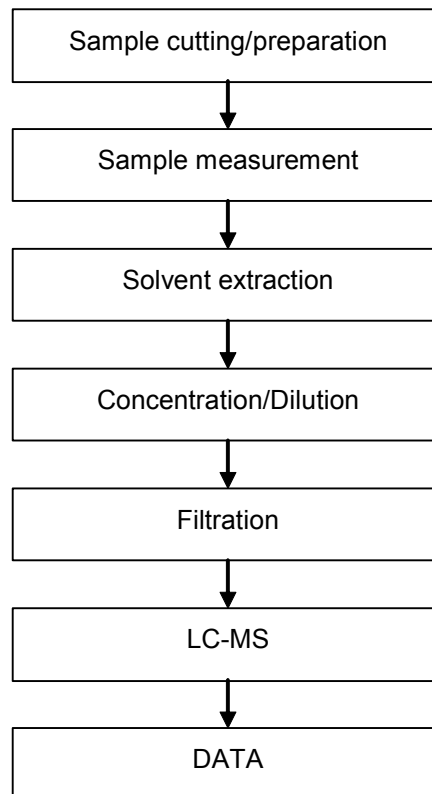 Sample cutting/preparation
Sample measurement
Solvent extraction
Concentration/Dilution
Filtration
LC-MS
DATA